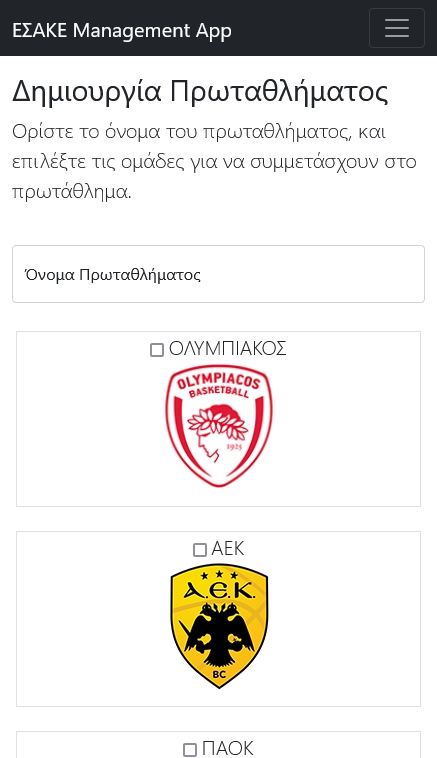 ΕΣΑΚΕ Management App
Δημιουργία Πρωταθλήματος
Ορίστε το όνομα του πρωταθλήματος, και
επιλέξτε τις ομάδες για να συμμετάσχουν στο
πρωτάθλημα.
Όνομα Πρωταθλήματος
ΟΛΥΜΠΙΑΚΟΣ
OLYMPIACOS
BASKETBALL
1925
ΑΕΚ
Α.Ε.Κ.
BC
ΠΑΟΚ